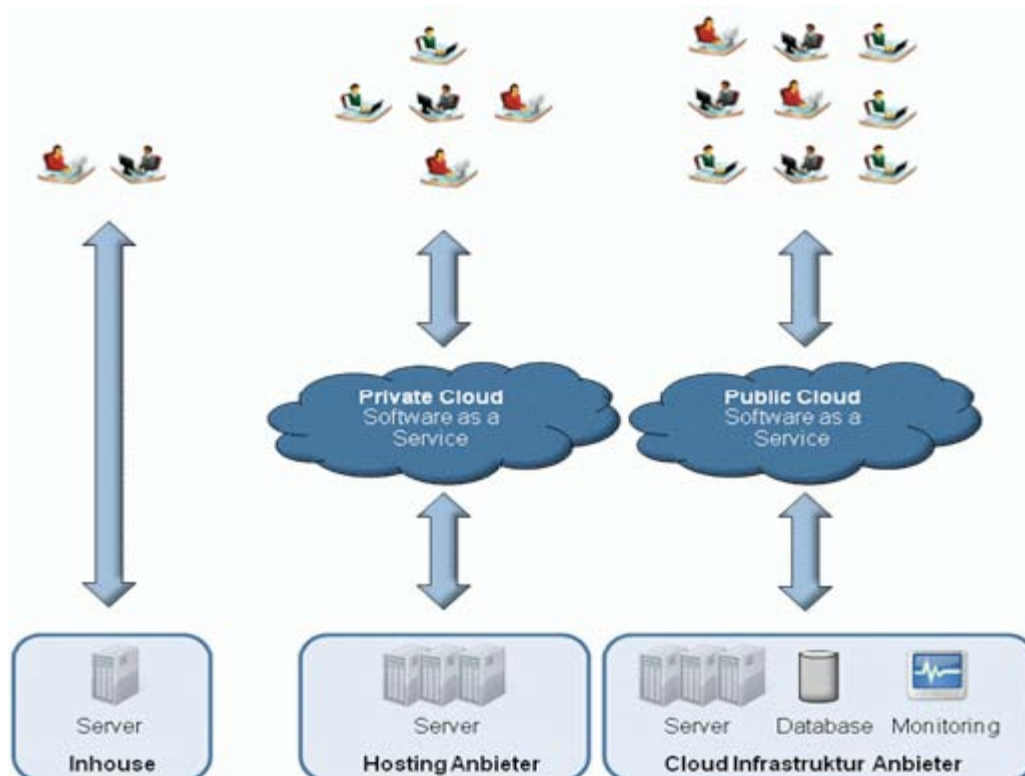 Private Cloud
Software as a
Service
Public Cloud
Software as a
Service
Server
Inhouse
Server
Hosting Anbieter
Server
Database
Monitoring
Cloud Infrastruktur Anbieter